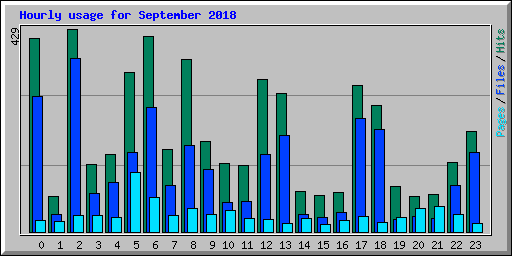 Hourly usage for September 2018
429
Pages/Files/Hits
0 1 2 3 4 5 6 7 8 9 10 11 12 13 14 15 16 17 18 19 20 21 22 23